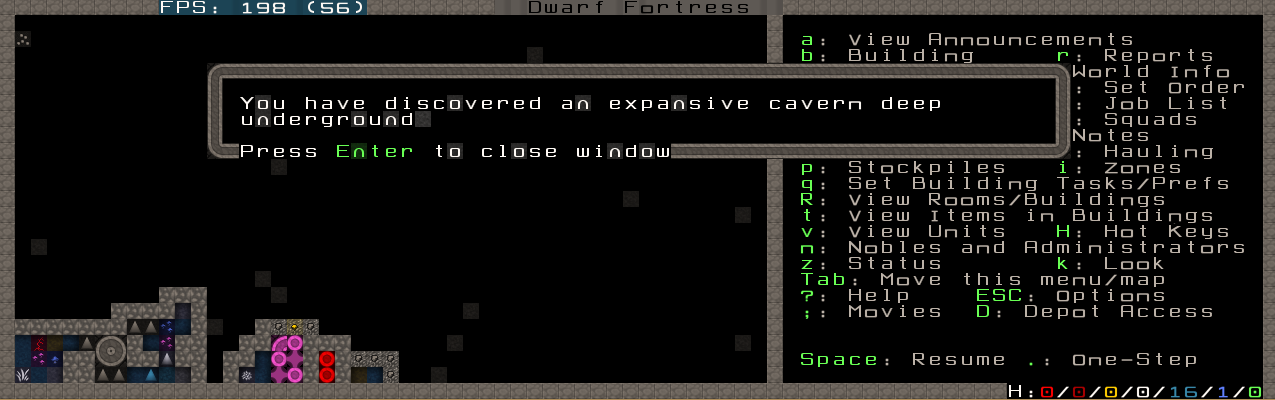 FPS: 198 (56)
Dwarf Fortress
a: View Announcements
b: Building r: Reports
World Info
You have discovered an expansive cavern deep
underground
Press Enter to close window
: Set Order
: Job List
: Squads
Notes
: Hauling
p: Stockpiles i: Zones
q: Set Building Tasks/Prefs
R: View Rooms/Buildings
t: View Items in Buildings
v: View Units H: Hot Keys
n: Nobles and Administrators
z: Status k: Look
Tab: Move this menu/map
?: Help ESC: Options
;: Movies D: Depot Access
Space: Resume .: One-Step
H:0/0/0/0/16/1/0